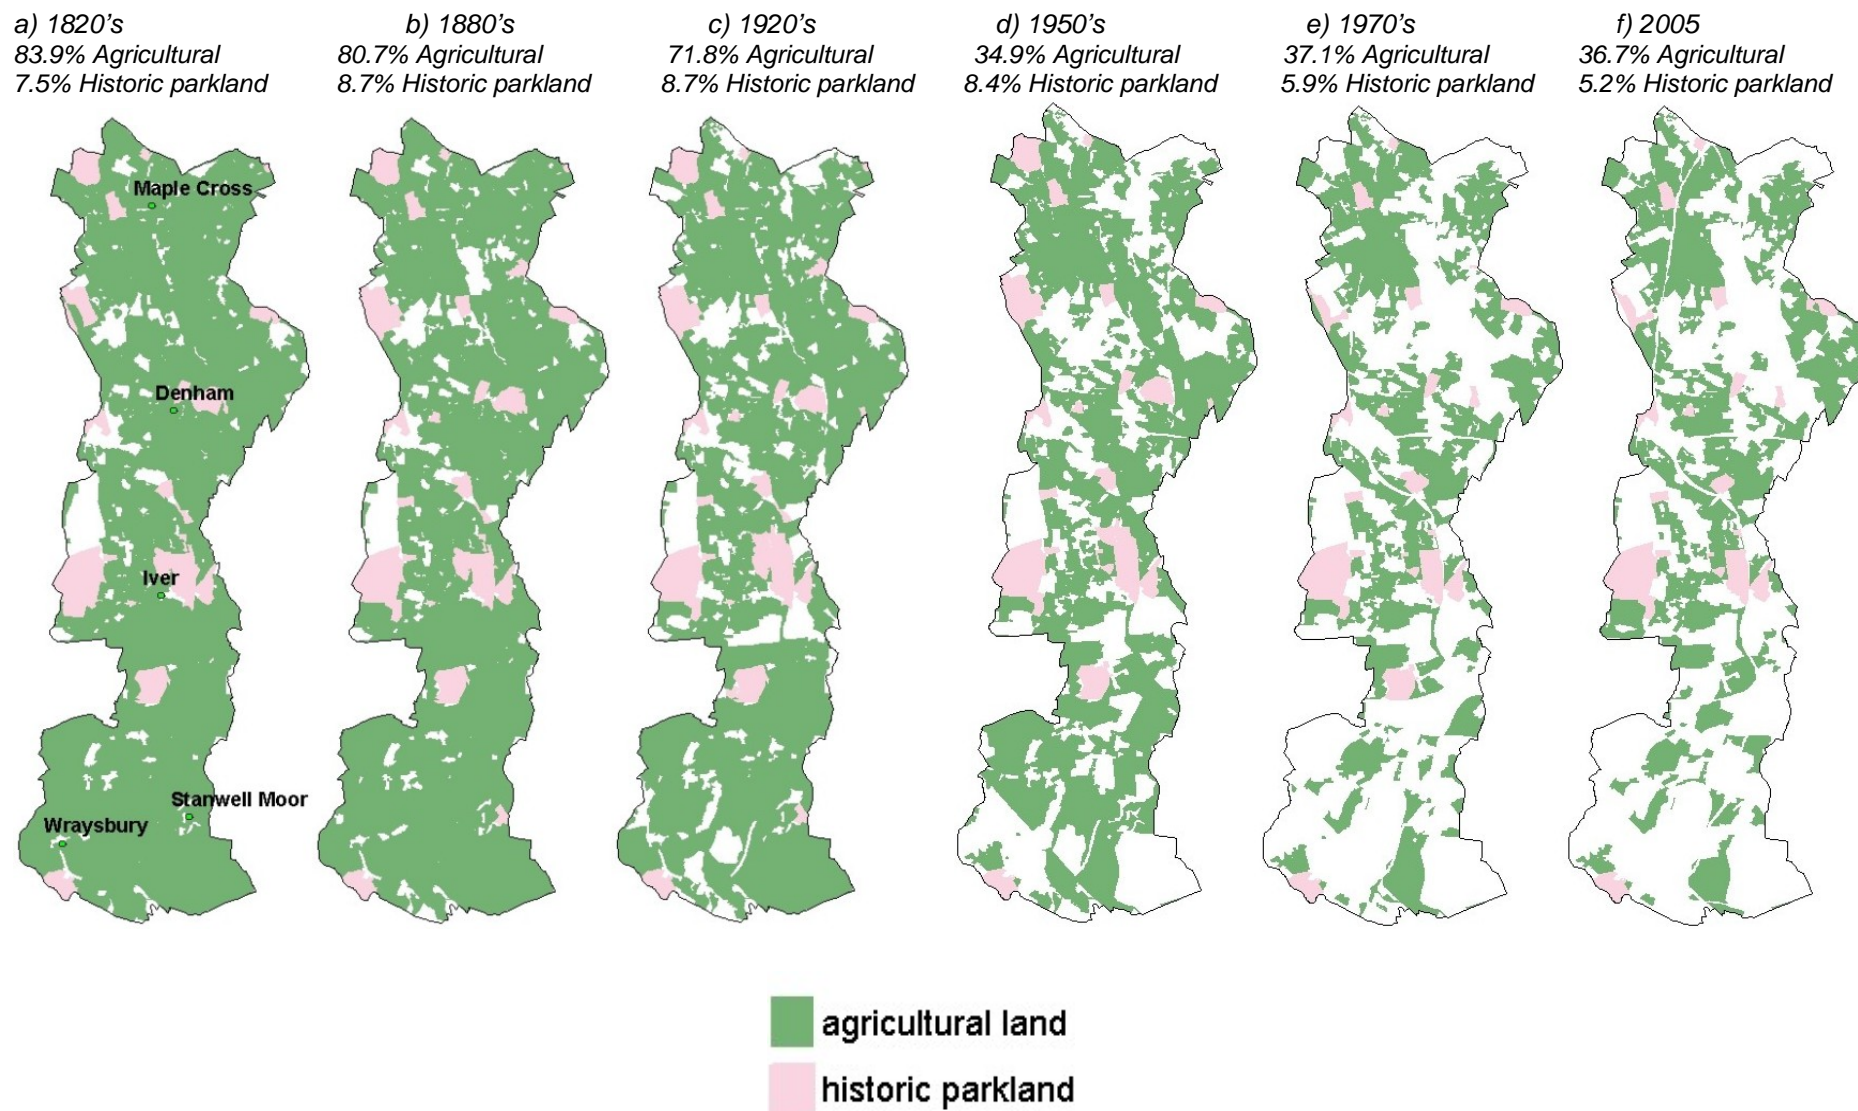 a) 1820's
83.9% Agricultural
7.5% Historic parkland
b) 1880's
80.7% Agricultural
8.7% Historic parkland
c) 1920's
71.8% Agricultural
8.7% Historic parkland
d) 1950's
34.9% Agricultural
8.4% Historic parkland
e) 1970's
37.1% Agricultural
5.9% Historic parkland
f) 2005
36.7% Agricultural
5.2% Historic parkland
Maple Cross
Denham
Iver
Stanwell Moor
Wraysbury
agricultural land
historic parkland